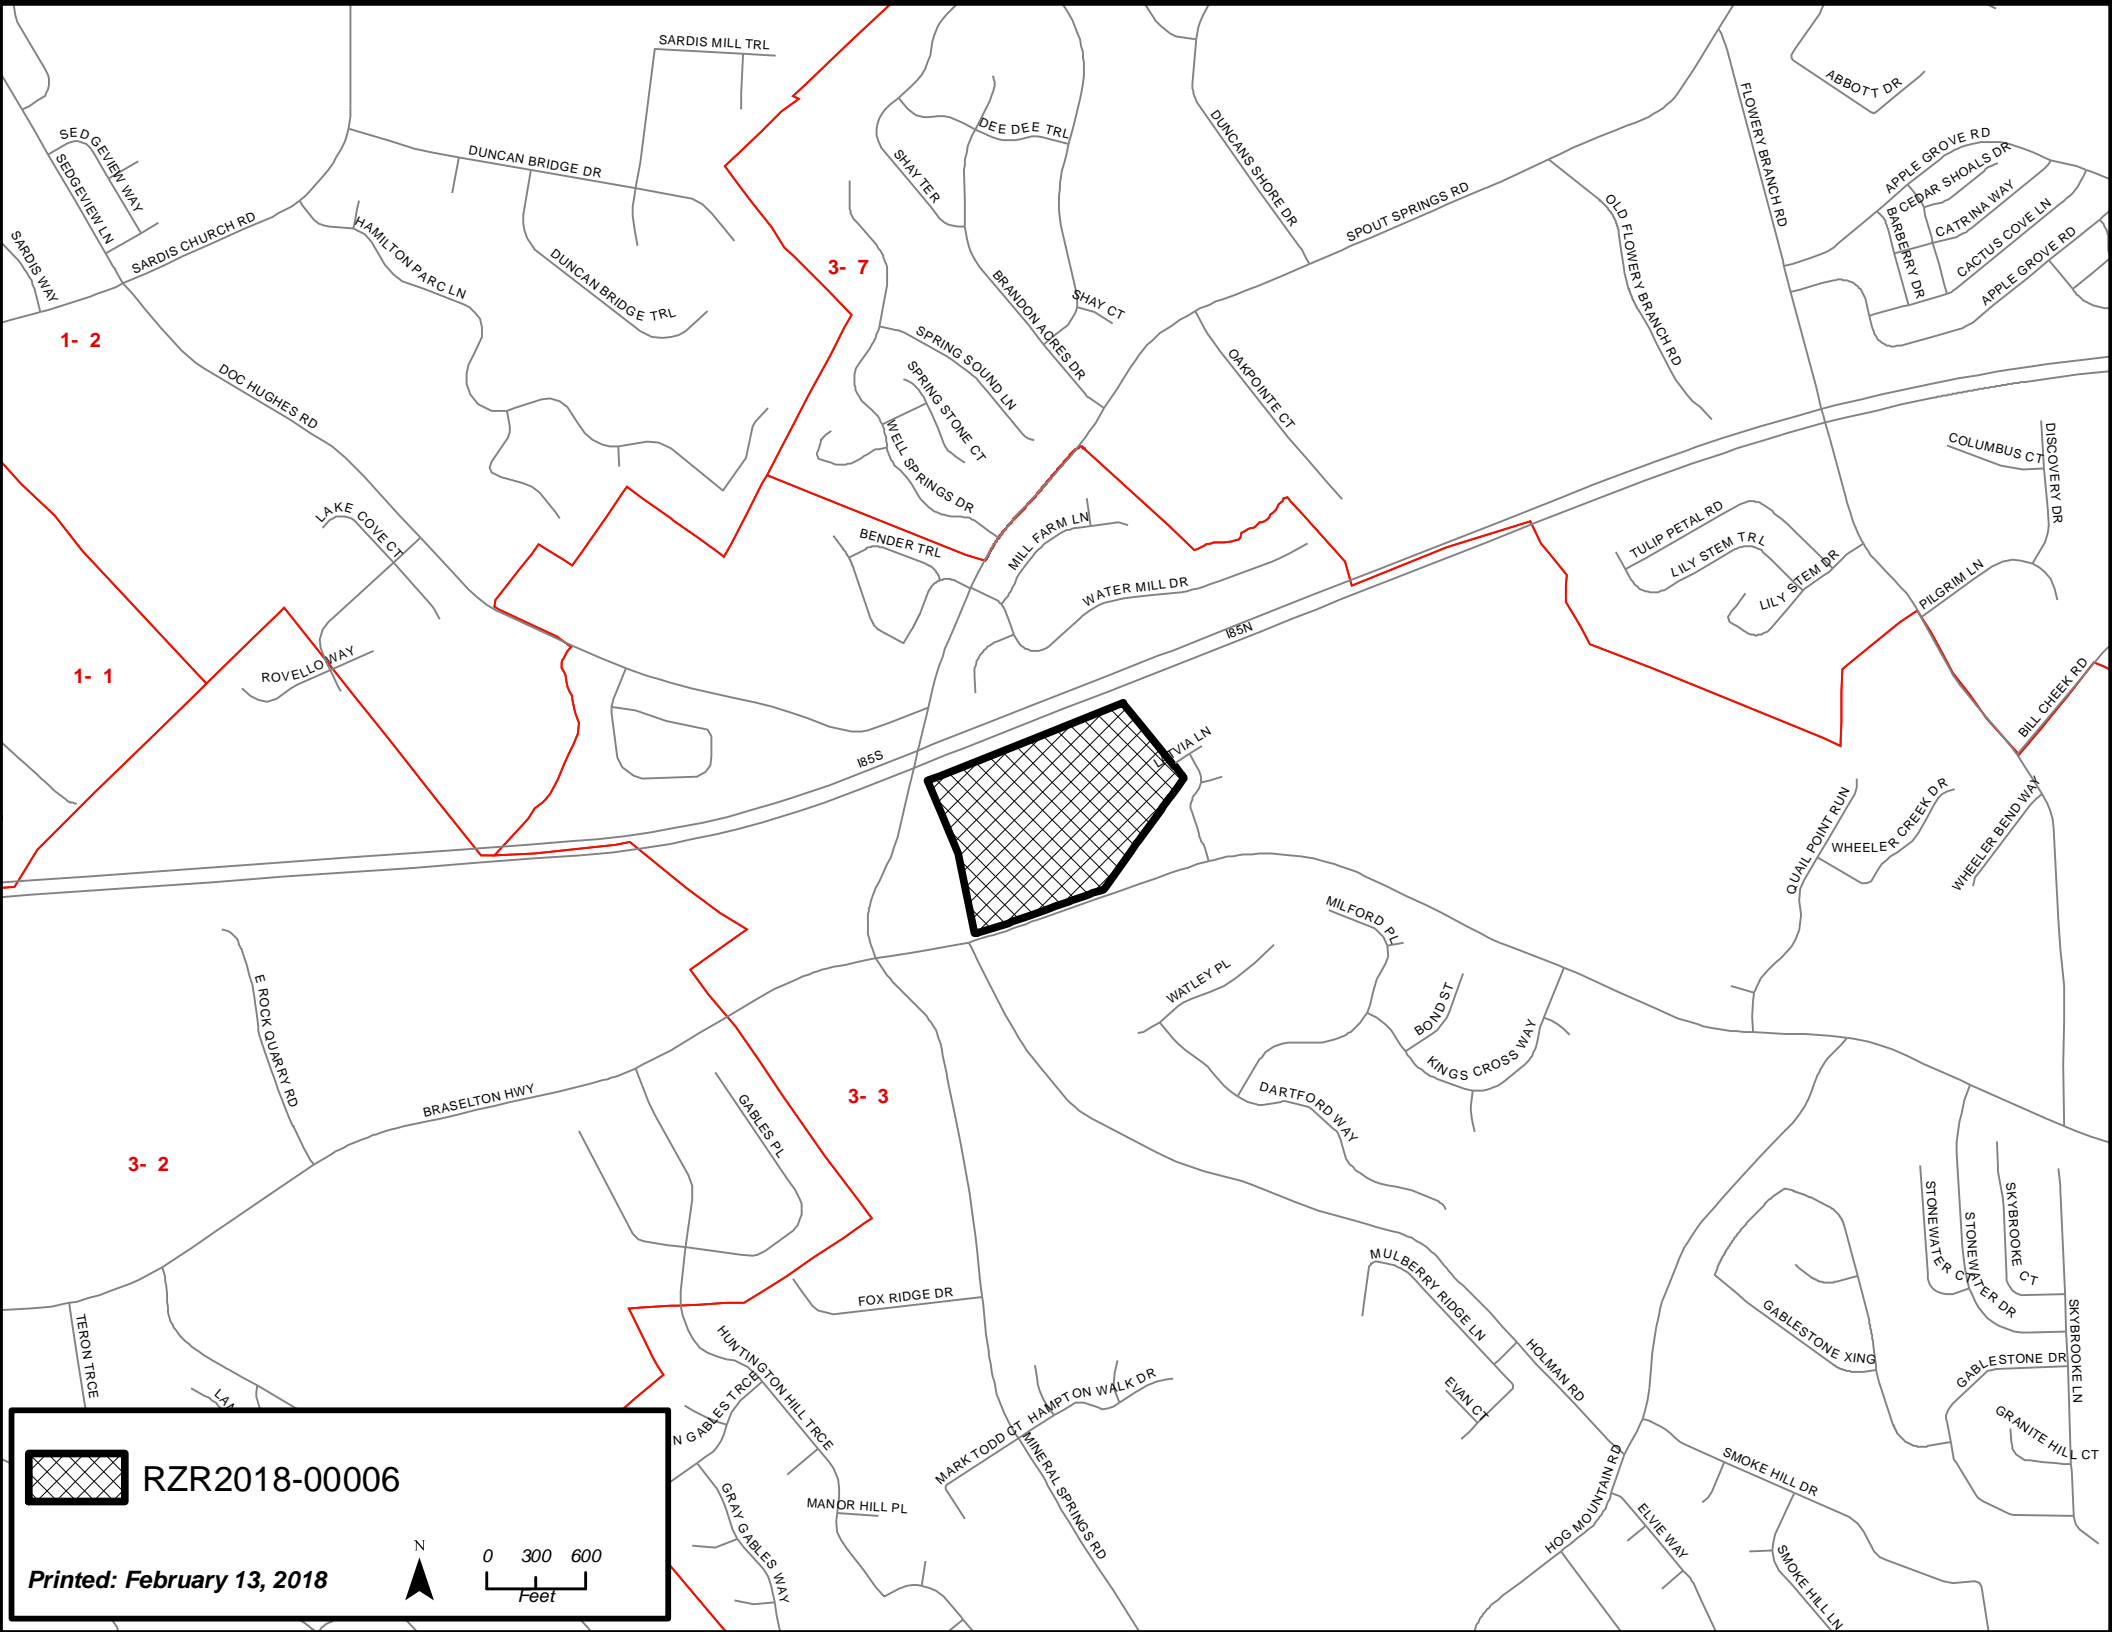 SARDIS MILL TRL
ABBOTT DR
FLOWERY BRANCH RD
SEDGEVIEW WAY
SEDGEVIEW LN
DEE DEE TRL
DUNCANS SHORE DR
APPLE GROVE RD
CEDAR SHOALS DR
DUNCAN BRIDGE DR
SHAY TER
CATRINA WAY
BARBERRY DR
CACTUS COVE LN
APPLE GROVE RD
SPOUT SPRINGS RD
OLD FLOWERY BRANCH RD
SARDIS WAY
SARDIS CHURCH RD
HAMILTON PARC LN
DUNCAN BRIDGE TRL
3- 7
BRANDON ACRES DR
SHAY CT
1- 2
SPRING SOUND LN
SPRING STONE CT
OAKPOINTE CT
DOC HUGHES RD
WELL SPRINGS DR
COLUMBUS CT
DISCOVERY DR
LAKE COVE CT
BENDER TRL
MILL FARM LN
WATER MILL DR
TULIP PETAL RD
LILY STEM TRL
LILY STEM DR
PILGRIM LN
I85N
1- 1
ROVELLO WAY
BILL CHEEK RD
I85S
QUAIL POINT RUN
WHEELER CREEK DR
WHEELER BEND WAY
MILFORD PL
WATLEY PL
BOND ST
KINGS CROSS WAY
DARTFORD WAY
E ROCK QUARRY RD
BRASELTON HWY
GABLES PL
3- 3
3- 2
STONEWATER CT
STONEWATER DR
SKYBROOKE CT
SKYBROOKE LN
MULBERRY RIDGE LN
FOX RIDGE DR
GABLESTONE XING
GABLESTONE DR
TERON TRCE
HUNTINGTON HILL TRCE
HOLMAN RD
EVAN CT
HAMPTON WALK DR
MARK TODD CT
MINERAL SPRINGS RD
GRANITE HILL CT
N GABLES TRCE
GRAY GABLES WAY
MANOR HILL PL
HOG MOUNTAIN RD
SMOKE HILL DR
ELVIE WAY
SMOKE HILL LN
RZR2018-00006
N
0 300 600
Feet
Printed: February 13, 2018